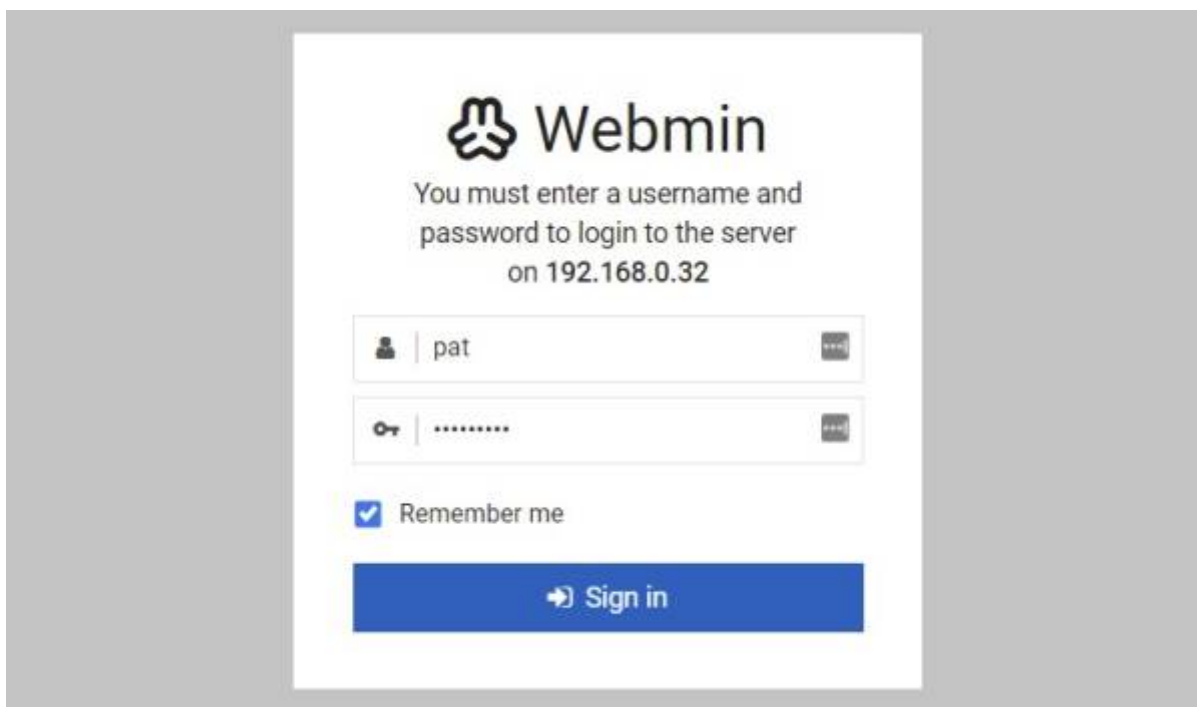 Webmin
You must enter a username and
password to login to the server
on 192.168.0.32
pat
•••••••••
Remember me
Sign in